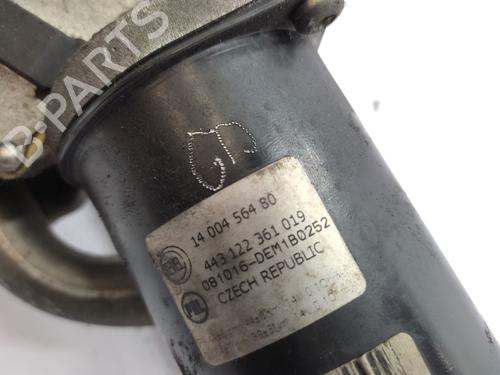 B-PARTS
14 004 564 80
443 122 361 019
081016-DEM1B0252
CZECH REPUBLIC